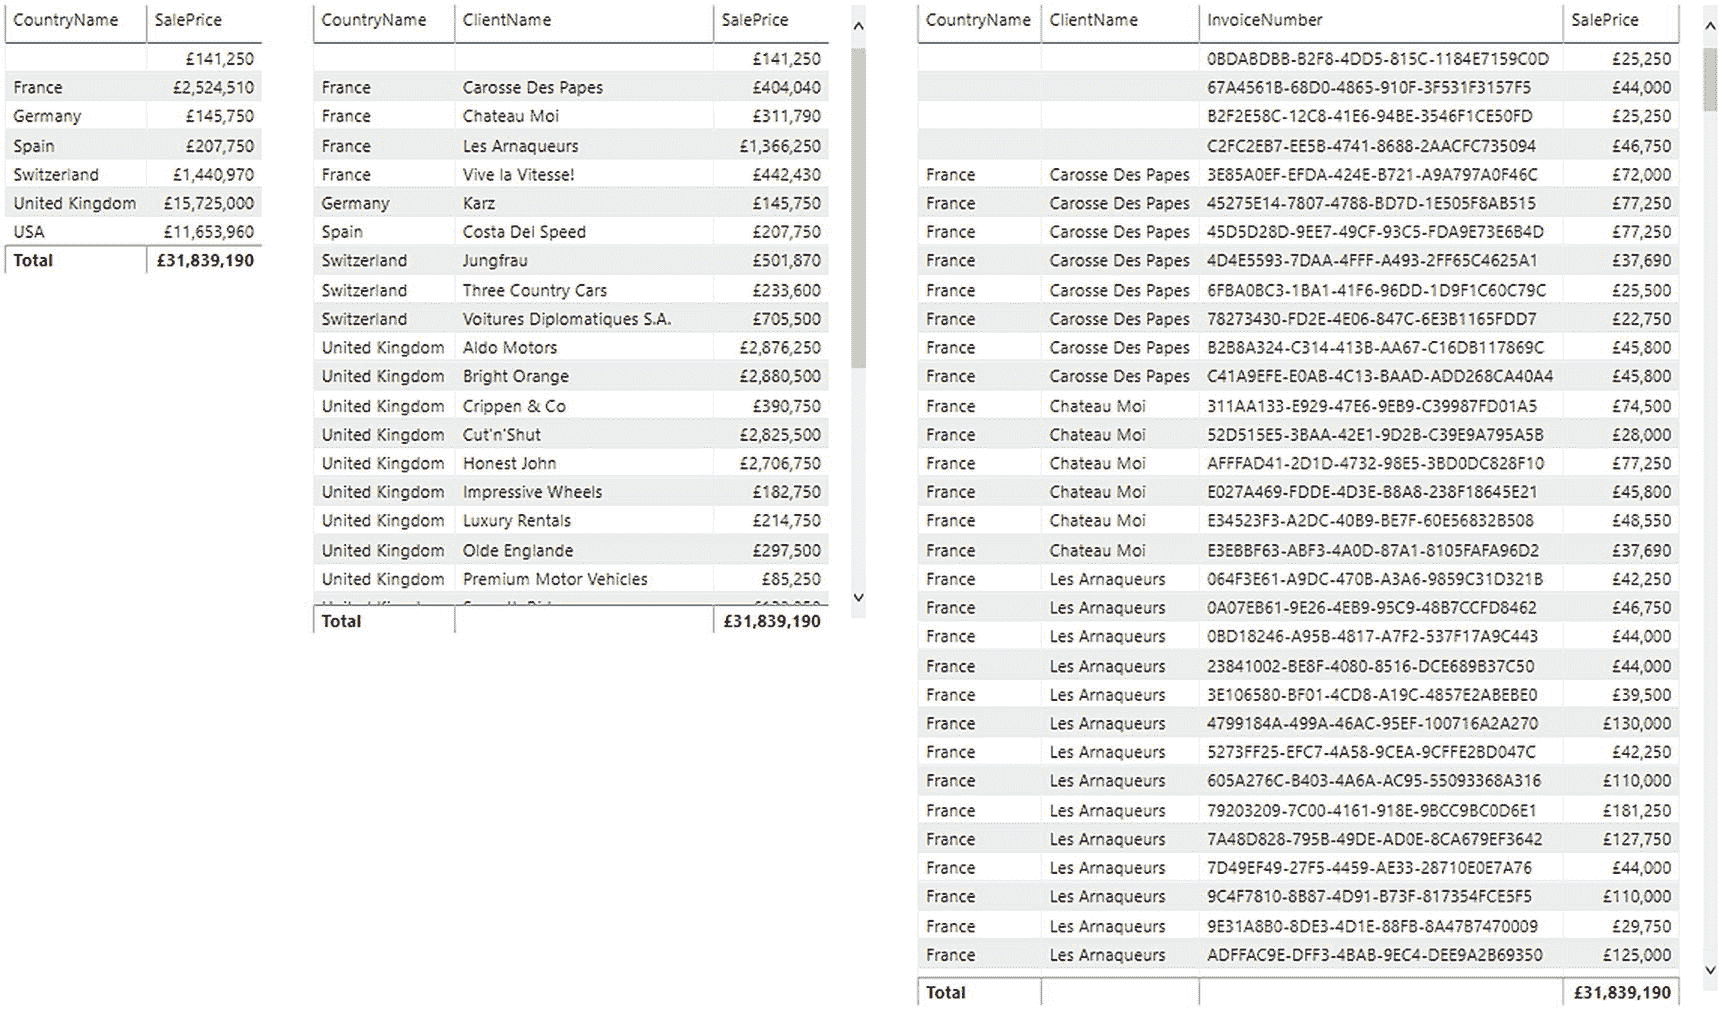 CountryName SalePrice
£141,250
France £2,524,510
Germany £145,750
Spain £207,750
Switzerland £1,440,970
United Kingdom £15,725,000
USA £11,653,960
Total £31,839,190
CountryName ClientName SalePrice
£141,250
France Carosse Des Papes £404,040
France Chateau Moi £311,790
France Les Arnaqueurs £1,366,250
France Vive la Vitesse! £442,430
Germany Karz £145,750
Spain Costa Del Speed £207,750
Switzerland Jungfrau £501,870
Switzerland Three Country Cars £233,600
Switzerland Voitures Diplomatiques S.A. £705,500
United Kingdom Aldo Motors £2,876,250
United Kingdom Bright Orange £2,880,500
United Kingdom Crippen & Co £390,750
United Kingdom Cut'n'Shut £2,825,500
United Kingdom Honest John £2,706,750
United Kingdom Impressive Wheels £182,750
United Kingdom Luxury Rentals £214,750
United Kingdom Olde Englande £297,500
United Kingdom Premium Motor Vehicles £85,250
Total £31,839,190
CountryName ClientName InvoiceNumber SalePrice
0BDABDBB-B2F8-4DD5-815C-1184E7159C0D £25,250
67A4561B-68D0-4865-910F-3F531F3157F5 £44,000
B2F2E58C-12C8-41E6-94BE-3546F1CE50FD £25,250
C2FC2EB7-EE5B-4741-8688-2AACFC735094 £46,750
France Carosse Des Papes 3E85A0EF-EFDA-424E-B721-A9A797A0F46C £72,000
France Carosse Des Papes 45275E14-7807-4788-BD7D-1E505F8AB515 £77,250
France Carosse Des Papes 45D5D28D-9EE7-49CF-93C5-FDA9E73E6B4D £77,250
France Carosse Des Papes 4D4E5593-7DAA-4FFF-A493-2FF65C4625A1 £37,690
France Carosse Des Papes 6FBA0BC3-1BA1-41F6-96DD-1D9F1C60C79C £25,500
France Carosse Des Papes 78273430-FD2E-4E06-847C-6E3B1165FDD7 £22,750
France Carosse Des Papes B2B8A324-C314-413B-AA67-C16DB117869C £45,800
France Carosse Des Papes C41A9EFE-E0AB-4C13-BAAD-ADD268CA40A4 £45,800
France Chateau Moi 311AA133-E929-47E6-9EB9-C39987FD01A5 £74,500
France Chateau Moi 52D515E5-3BAA-42E1-9D2B-C39E9A795A5B £28,000
France Chateau Moi AFFFAD41-2D1D-4732-98E5-3BD0DC828F10 £77,250
France Chateau Moi E027A469-FDDE-4D3E-B8A8-238F18645E21 £45,800
France Chateau Moi E34523F3-A2DC-40B9-BE7F-60E56832B508 £48,550
France Chateau Moi E3EBBF63-ABF3-4A0D-87A1-8105FAFA96D2 £37,690
France Les Arnaqueurs 064F3E61-A9DC-470B-A3A6-9859C31D321B £42,250
France Les Arnaqueurs 0A07EB61-9E26-4EB9-95C9-48B7CCFD8462 £46,750
France Les Arnaqueurs 0BD18246-A95B-4817-A7F2-537F17A9C443 £44,000
France Les Arnaqueurs 23841002-BE8F-4080-8516-DCE689B37C50 £44,000
France Les Arnaqueurs 3E106580-BF01-4CD8-A19C-4857E2ABEBE0 £39,500
France Les Arnaqueurs 4799184A-499A-46AC-95EF-100716A2A270 £130,000
France Les Arnaqueurs 5273FF25-EFC7-4A58-9CEA-9CFFE2BD047C £42,250
France Les Arnaqueurs 605A276C-B403-4A6A-AC95-55093368A316 £110,000
France Les Arnaqueurs 79203209-7C00-4161-918E-9BCC9BC0D6E1 £181,250
France Les Arnaqueurs 7A48D828-795B-49DE-AD0E-8CA679EF3642 £127,750
France Les Arnaqueurs 7D49EF49-27F5-4459-AE33-28710E0E7A76 £44,000
France Les Arnaqueurs 9C4F7810-8B87-4D91-B73F-817354FCE5F5 £110,000
France Les Arnaqueurs 9E31A8B0-8DE3-4D1E-88FB-8A47B7470009 £29,750
France Les Arnaqueurs ADFFAC9E-DFF3-4BAB-9EC4-DEE9A2B69350 £125,000
Total £31,839,190